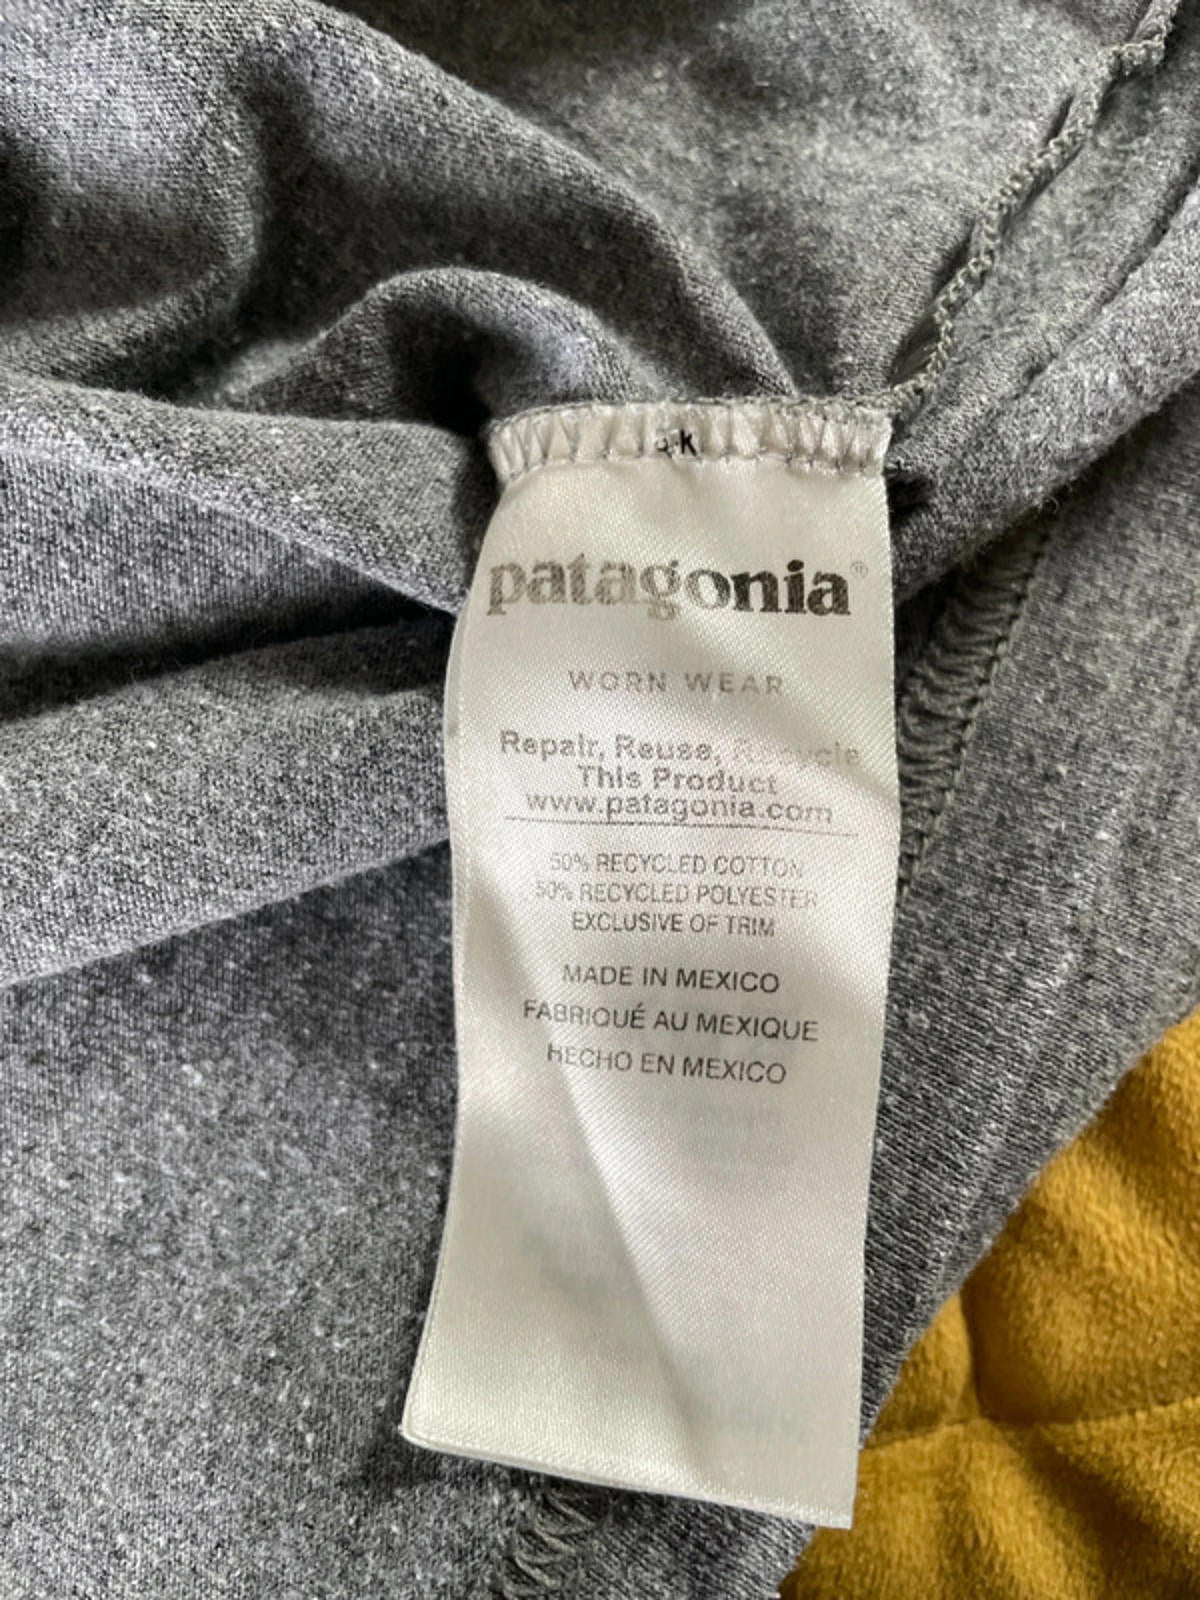 patagonia®
WORN WEAR
Repair, Reuse, Recycle
This Product
www.patagonia.com
50% RECYCLED COTTON
50% RECYCLED POLYESTER
EXCLUSIVE OF TRIM
MADE IN MEXICO
FABRIQUÉ AU MEXIQUE
HECHO EN MEXICO